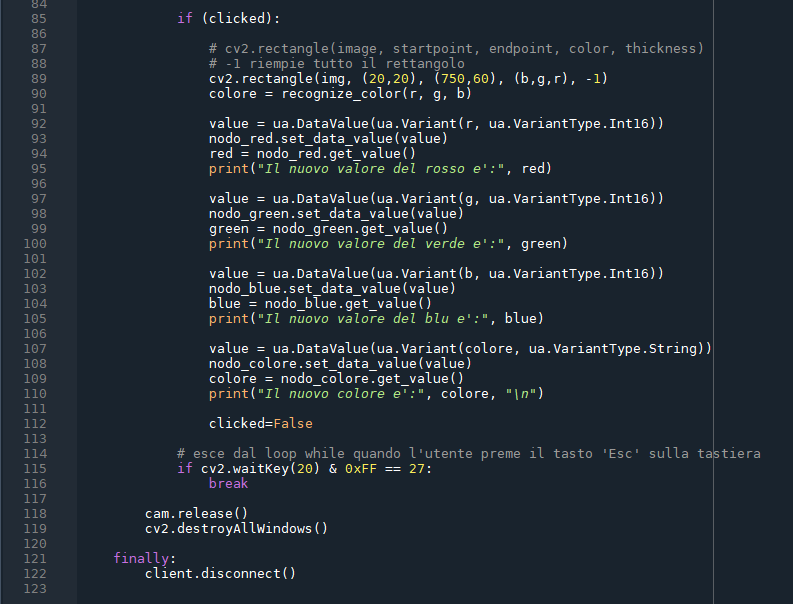 84
85 if (clicked):
86
87 # cv2.rectangle(image, startpoint, endpoint, color, thickness)
88 # -1 riempie tutto il rettangolo
89 cv2.rectangle(img, (20,20), (750,60), (b,g,r), -1)
90 colore = recognize_color(r, g, b)
91
92 value = ua.DataValue(ua.Variant(r, ua.VariantType.Int16))
93 nodo_red.set_data_value(value)
94 red = nodo_red.get_value()
95 print("Il nuovo valore del rosso e':", red)
96
97 value = ua.DataValue(ua.Variant(g, ua.VariantType.Int16))
98 nodo_green.set_data_value(value)
99 green = nodo_green.get_value()
100 print("Il nuovo valore del verde e':", green)
101
102 value = ua.DataValue(ua.Variant(b, ua.VariantType.Int16))
103 nodo_blue.set_data_value(value)
104 blue = nodo_blue.get_value()
105 print("Il nuovo valore del blu e':", blue)
106
107 value = ua.DataValue(ua.Variant(colore, ua.VariantType.String))
108 nodo_colore.set_data_value(value)
109 colore = nodo_colore.get_value()
110 print("Il nuovo colore e':", colore, "\n")
111
112 clicked=False
113
114 # esce dal loop while quando l'utente preme il tasto 'Esc' sulla tastiera
115 if cv2.waitKey(20) & 0xFF == 27:
116 break
117
118 cam.release()
119 cv2.destroyAllWindows()
120
121 finally:
122 client.disconnect()
123